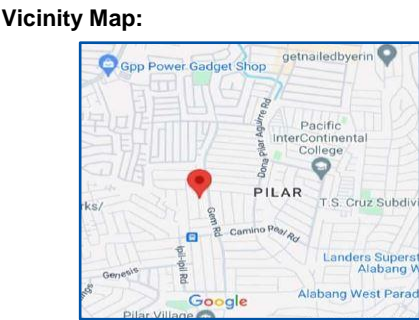 Vicinity Map:
getnailedbyerin
Gpp Power Gadget Shop
Dona Pilar Aguirre Rd
Pacific
InterContinental
College
PILAR
T.S. Cruz Subdivi
ks/
Gem Rd
Camino Real Rd
Ipil-Ipil Rd
Landers Superst
Alabang W
Genesis
Google
Alabang West Parad
Pilar Village